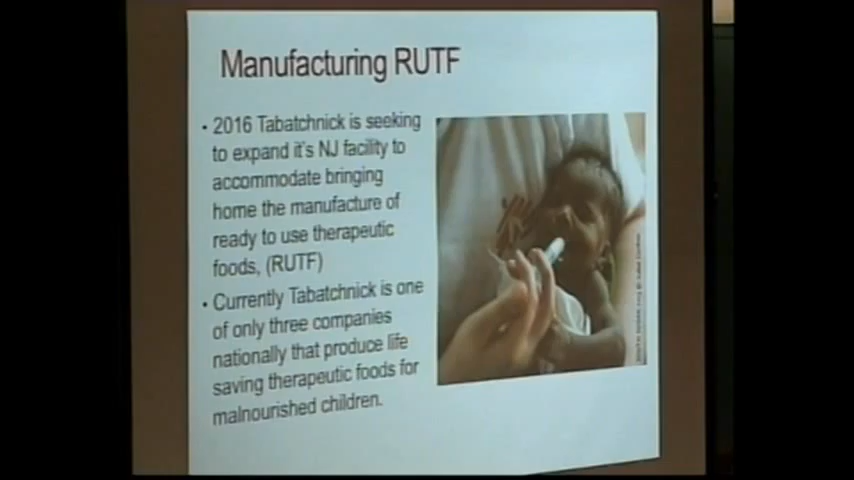 Manufacturing RUTF
• 2016 Tabatchnick is seeking
to expand it's NJ facility to
accommodate bringing
home the manufacture of
ready to use therapeutic
foods, (RUTF)
• Currently Tabatchnick is one
of only three companies
nationally that produce life
saving therapeutic foods for
malnourished children.